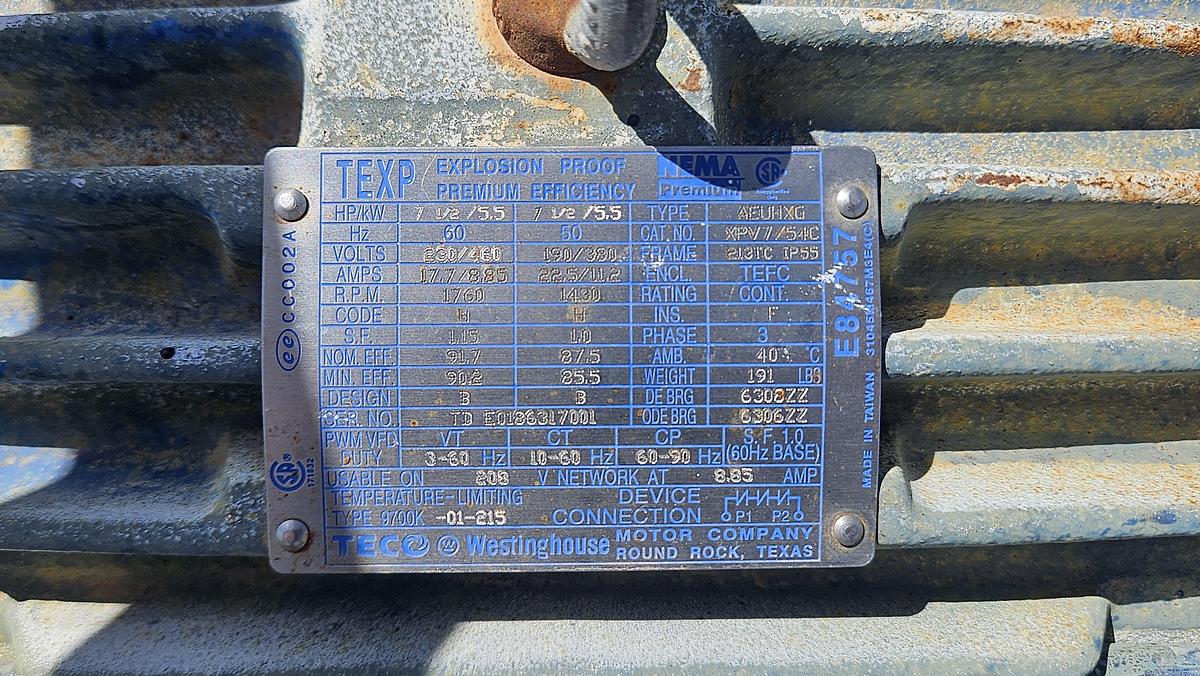 TEXP EXPLOSION PROOF NEMA SA
PREMIUM EFFICIENCY Premium
HP/kW 7 1/2 /5.5 7 1/2 /5.5 TYPE AEUHXG
Hz 60 50 CAT.NO. XPV7/54C
VOLTS 230/460 190/380 FRAME 213TC IP55
AMPS 17.7/8.85 22.5/11.2 ENCL. TEFC
R.P.M. 1760 1430 RATING CONT.
CODE H H INS. F
S.F. 1.15 1.0 PHASE 3
NOM. EFF. 91.7 87.5 AMB. 40 °C
MIN. EFF. 90.2 85.5 WEIGHT 191 LBS
DESIGN B B DE BRG 6308ZZ
SER. NO. TD E0186317001 ODE BRG 6306ZZ
PWM VFD VT CT CP S.F. 1.0
DUTY 3-60 Hz 10-60 Hz 60-90 Hz (60Hz BASE)
USABLE ON 208 V NETWORK AT 8.85 AMP
TEMPERATURE-LIMITING DEVICE
TYPE 9700K -01-215 CONNECTION P1 P2
TECO W Westinghouse MOTOR COMPANY
ROUND ROCK, TEXAS
ee CC002A
SA® 171832
E84757
MADE IN TAIWAN